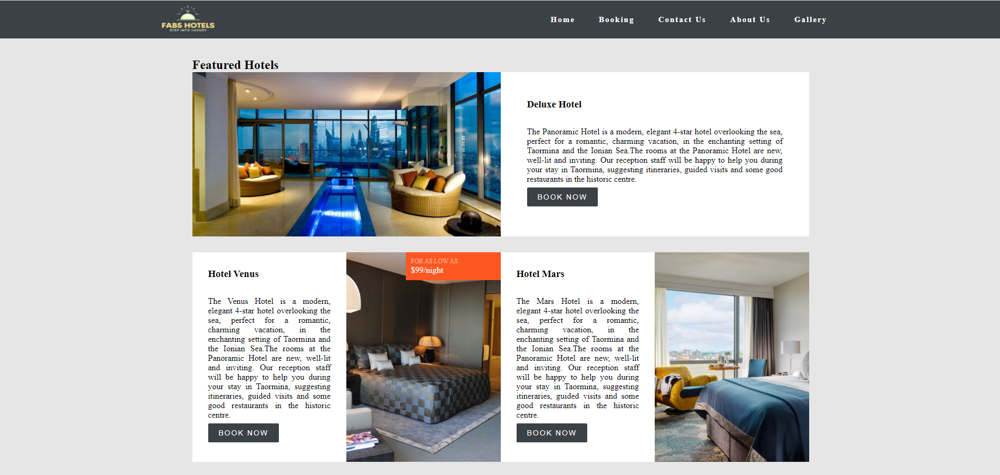 FAB5 HOTELS
STEP INTO LUXURY
Home
Booking
Contact Us
About Us
Gallery
Featured Hotels
Deluxe Hotel
The Panoramic Hotel is a modern, elegant 4-star hotel overlooking the sea,
perfect for a romantic, charming vacation, in the enchanting setting of
Taormina and the Ionian Sea.The rooms at the Panoramic Hotel are new,
well-lit and inviting. Our reception staff will be happy to help you during
your stay in Taormina, suggesting itineraries, guided visits and some good
restaurants in the historic centre.
BOOK NOW
Hotel Venus
The Venus Hotel is a modern,
elegant 4-star hotel overlooking the
sea, perfect for a romantic,
charming vacation, in the
enchanting setting of Taormina and
the Ionian Sea.The rooms at the
Panoramic Hotel are new, well-lit
and inviting. Our reception staff
will be happy to help you during
your stay in Taormina, suggesting
itineraries, guided visits and some
good restaurants in the historic
centre.
BOOK NOW
FOR AS LOW AS
$99/night
Hotel Mars
The Mars Hotel is a modern,
elegant 4-star hotel overlooking the
sea, perfect for a romantic,
charming vacation, in the
enchanting setting of Taormina and
the Ionian Sea.The rooms at the
Panoramic Hotel are new, well-lit
and inviting. Our reception staff
will be happy to help you during
your stay in Taormina, suggesting
itineraries, guided visits and some
good restaurants in the historic
centre.
BOOK NOW